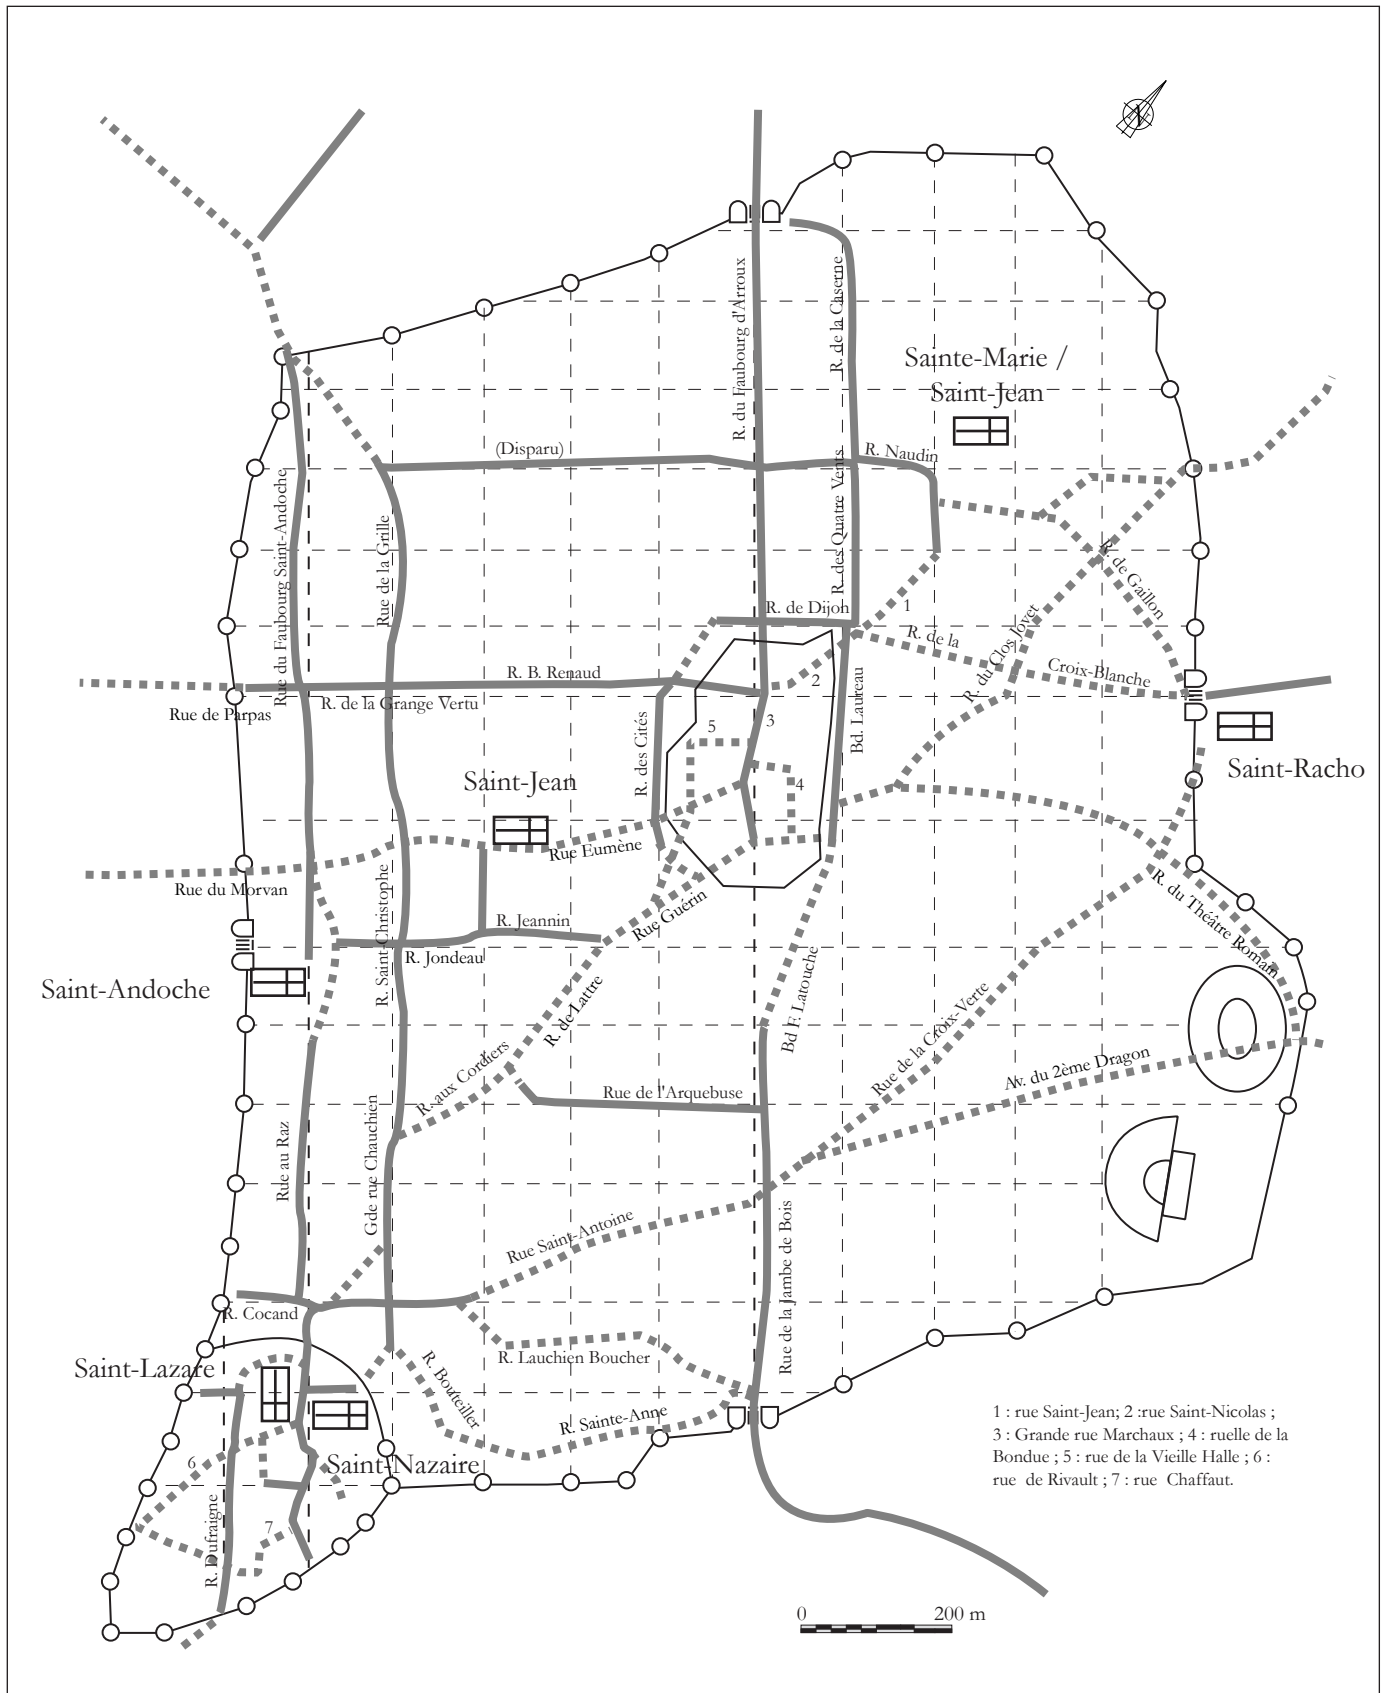 R. du Faubourg d'Arroux
R. de la Caserne
Sainte-Marie /
Saint-Jean
(Disparu)
R. Naudin
R. des Quatre Vents
Rue du Faubourg Saint-Andoche
Rue de la Grille
R. de Gaillon
R. de Dijon
1
R. de la
Croix-Blanche
R. du Clos Jovet
R. B. Renaud
R. de la Grange Vertu
Rue de Parpas
2
3
5
4
R. des Cités
Bd. Laureau
Saint-Racho
Saint-Jean
Rue Eumène
Rue du Morvan
R. Saint-Christophe
R. du Théâtre Romain
Rue Guérin
R. Jeannin
R. Jondeau
Saint-Andoche
R. de Lattre
Bd F. Latouche
Rue de la Croix-Verte
Av. du 2ème Dragon
R. aux Cordiers
Rue de l'Arquebuse
Rue au Raz
Gde rue Chauchien
Rue Saint-Antoine
Rue de la Jambe de Bois
R. Cocand
Saint-Lazare
R. Lauchien Boucher
R. Bouteiller
R. Sainte-Anne
Saint-Nazaire
6
7
R. Dufraigne
1 : rue Saint-Jean; 2 :rue Saint-Nicolas ;
3 : Grande rue Marchaux ; 4 : ruelle de la
Bondue ; 5 : rue de la Vieille Halle ; 6 :
rue de Rivault ; 7 : rue Chaffaut.
0
200 m